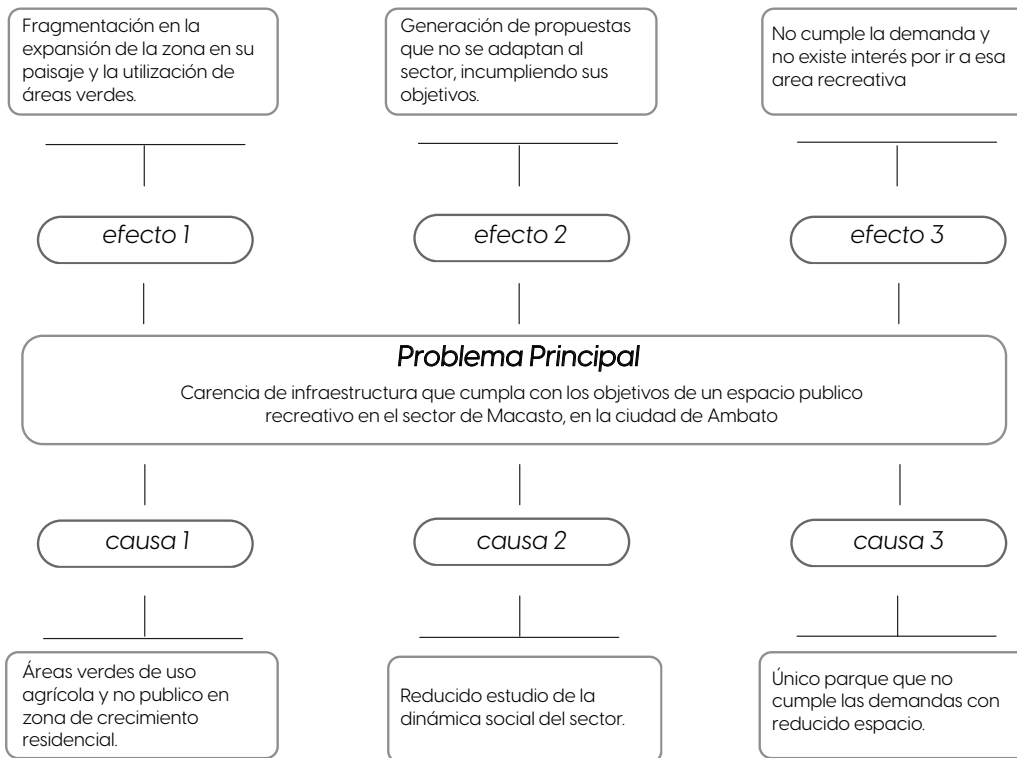 Fragmentación en la
expansión de la zona en su
paisaje y la utilización de
áreas verdes.
Generación de propuestas
que no se adaptan al
sector, incumpliendo sus
objetivos.
No cumple la demanda y
no existe interés por ir a esa
area recreativa
efecto 1
efecto 2
efecto 3
Problema Principal
Carencia de infraestructura que cumpla con los objetivos de un espacio publico
recreativo en el sector de Macasto, en la ciudad de Ambato
causa 1
causa 2
causa 3
Áreas verdes de uso
agrícola y no publico en
zona de crecimiento
residencial.
Reducido estudio de la
dinámica social del sector.
Único parque que no
cumple las demandas con
reducido espacio.